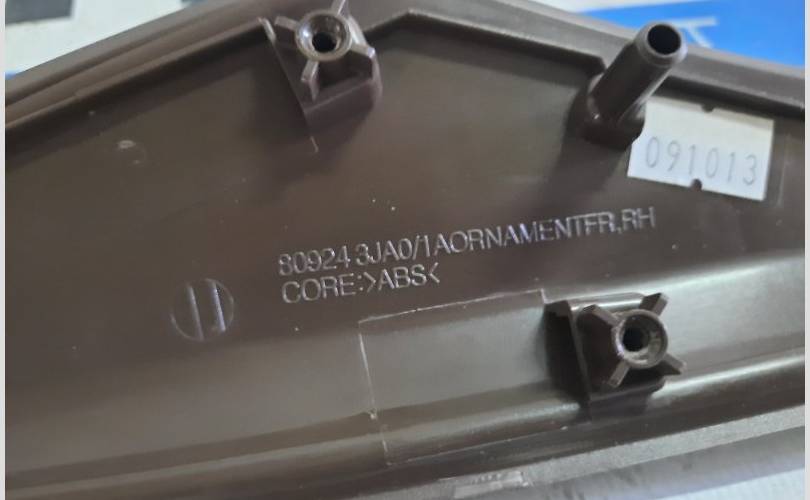 091013
80924 3JA0/1AORNAMENTFR,RH
CORE:>ABS<